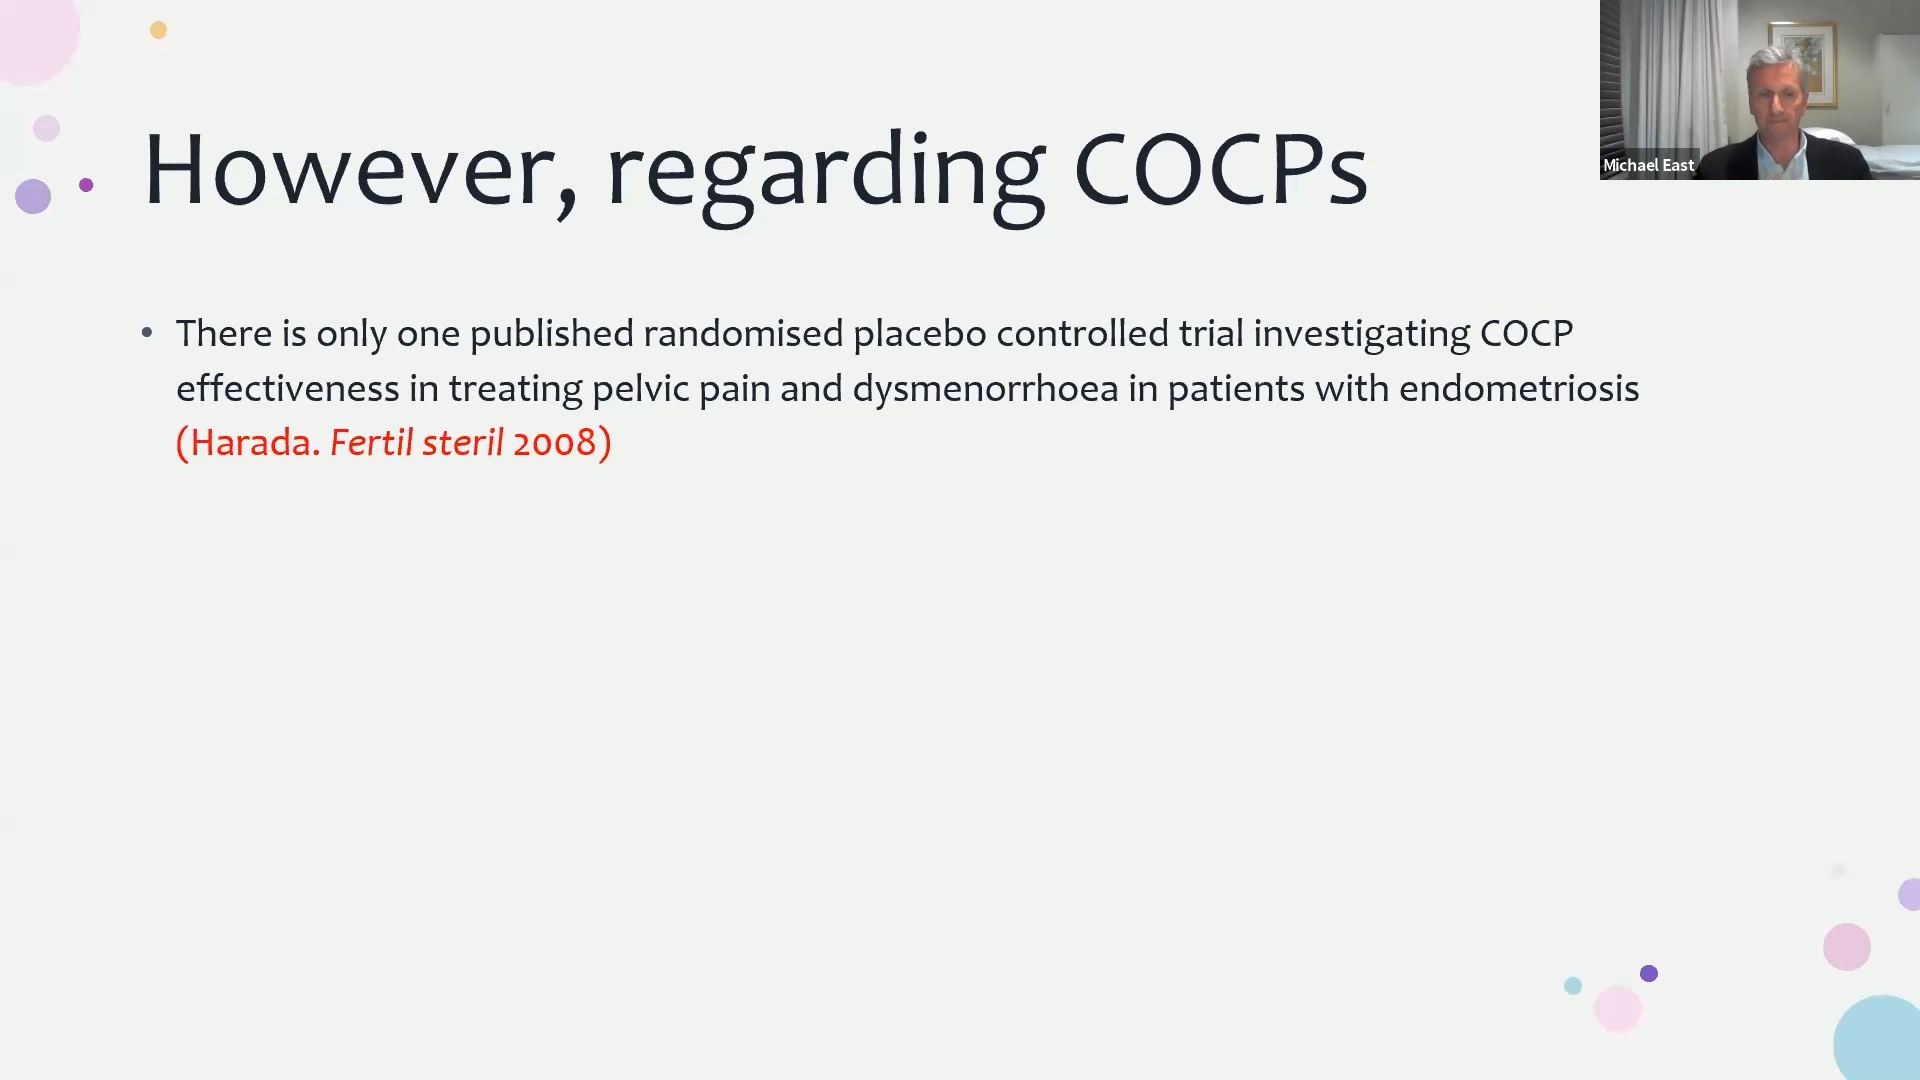 However, regarding COCPs
Michael East
• There is only one published randomised placebo controlled trial investigating COCP
effectiveness in treating pelvic pain and dysmenorrhoea in patients with endometriosis
(Harada. Fertil steril 2008)